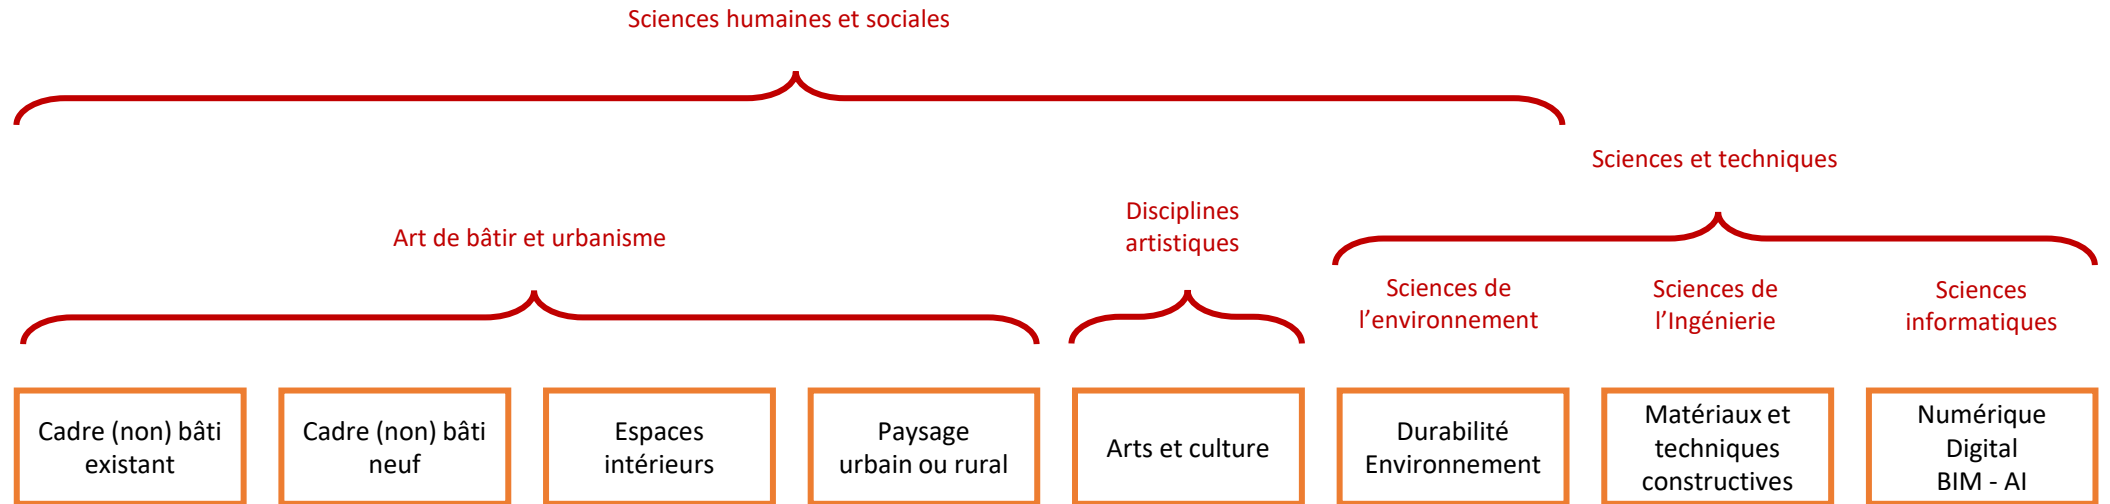 Sciences humaines et sociales
Sciences et techniques
Art de bâtir et urbanisme
Disciplines
artistiques
Sciences de
l’environnement
Sciences de
l’Ingénierie
Sciences
informatiques
Cadre (non) bâti
existant
Cadre (non) bâti
neuf
Espaces
intérieurs
Paysage
urbain ou rural
Arts et culture
Durabilité
Environnement
Matériaux et
techniques
constructives
Numérique
Digital
BIM - AI